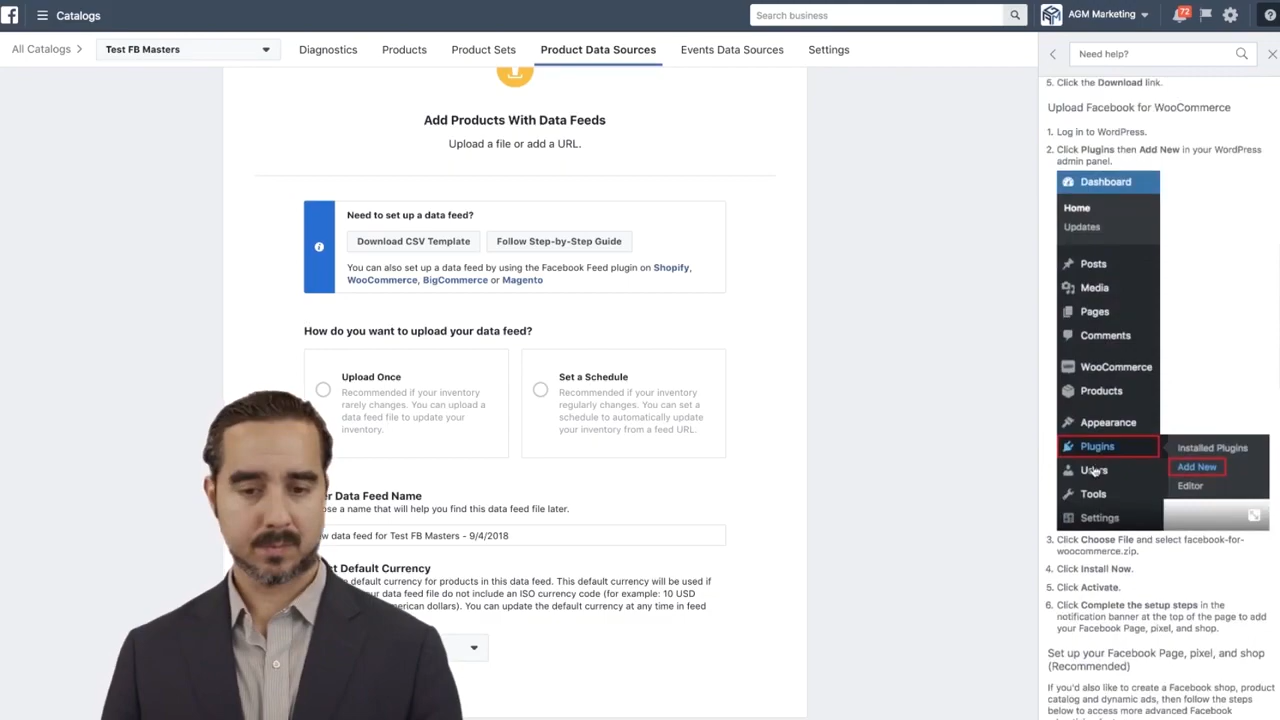 Catalogs
Search business
AGM Marketing
72
All Catalogs
Test FB Masters
Diagnostics
Products
Product Sets
Product Data Sources
Events Data Sources
Settings
Add Products With Data Feeds
Upload a file or add a URL.
Need to set up a data feed?
Download CSV Template
Follow Step-by-Step Guide
You can also set up a data feed by using the Facebook Feed plugin on Shopify,
WooCommerce, BigCommerce or Magento
How do you want to upload your data feed?
Upload Once
Recommended if your inventory
rarely changes. You can upload a
data feed file to update your
inventory.
Set a Schedule
Recommended if your inventory
regularly changes. You can set a
schedule to automatically update
your inventory from a feed URL.
Data Feed Name
a name that will help you find this data feed file later.
data feed for Test FB Masters - 9/4/2018
Default Currency
default currency for products in this data feed. This default currency will be used if
your data feed file do not include an ISO currency code (for example: 10 USD
dollars). You can update the default currency at any time in feed
Need help?
5. Click the Download link.
Upload Facebook for WooCommerce
1. Log in to WordPress.
2. Click Plugins then Add New in your WordPress
admin panel.
Dashboard
Home
Updates
Posts
Media
Pages
Comments
WooCommerce
Products
Appearance
Plugins
Installed Plugins
Add New
Editor
Users
Tools
Settings
3. Click Choose File and select facebook-for-
woocommerce.zip.
4. Click Install Now.
5. Click Activate.
6. Click Complete the setup steps in the
notification banner at the top of the page to add
your Facebook Page, pixel, and shop.
Set up your Facebook Page, pixel, and shop
(Recommended)
If you'd also like to create a Facebook shop, product
catalog and dynamic ads, then follow the steps
below to access more advanced Facebook